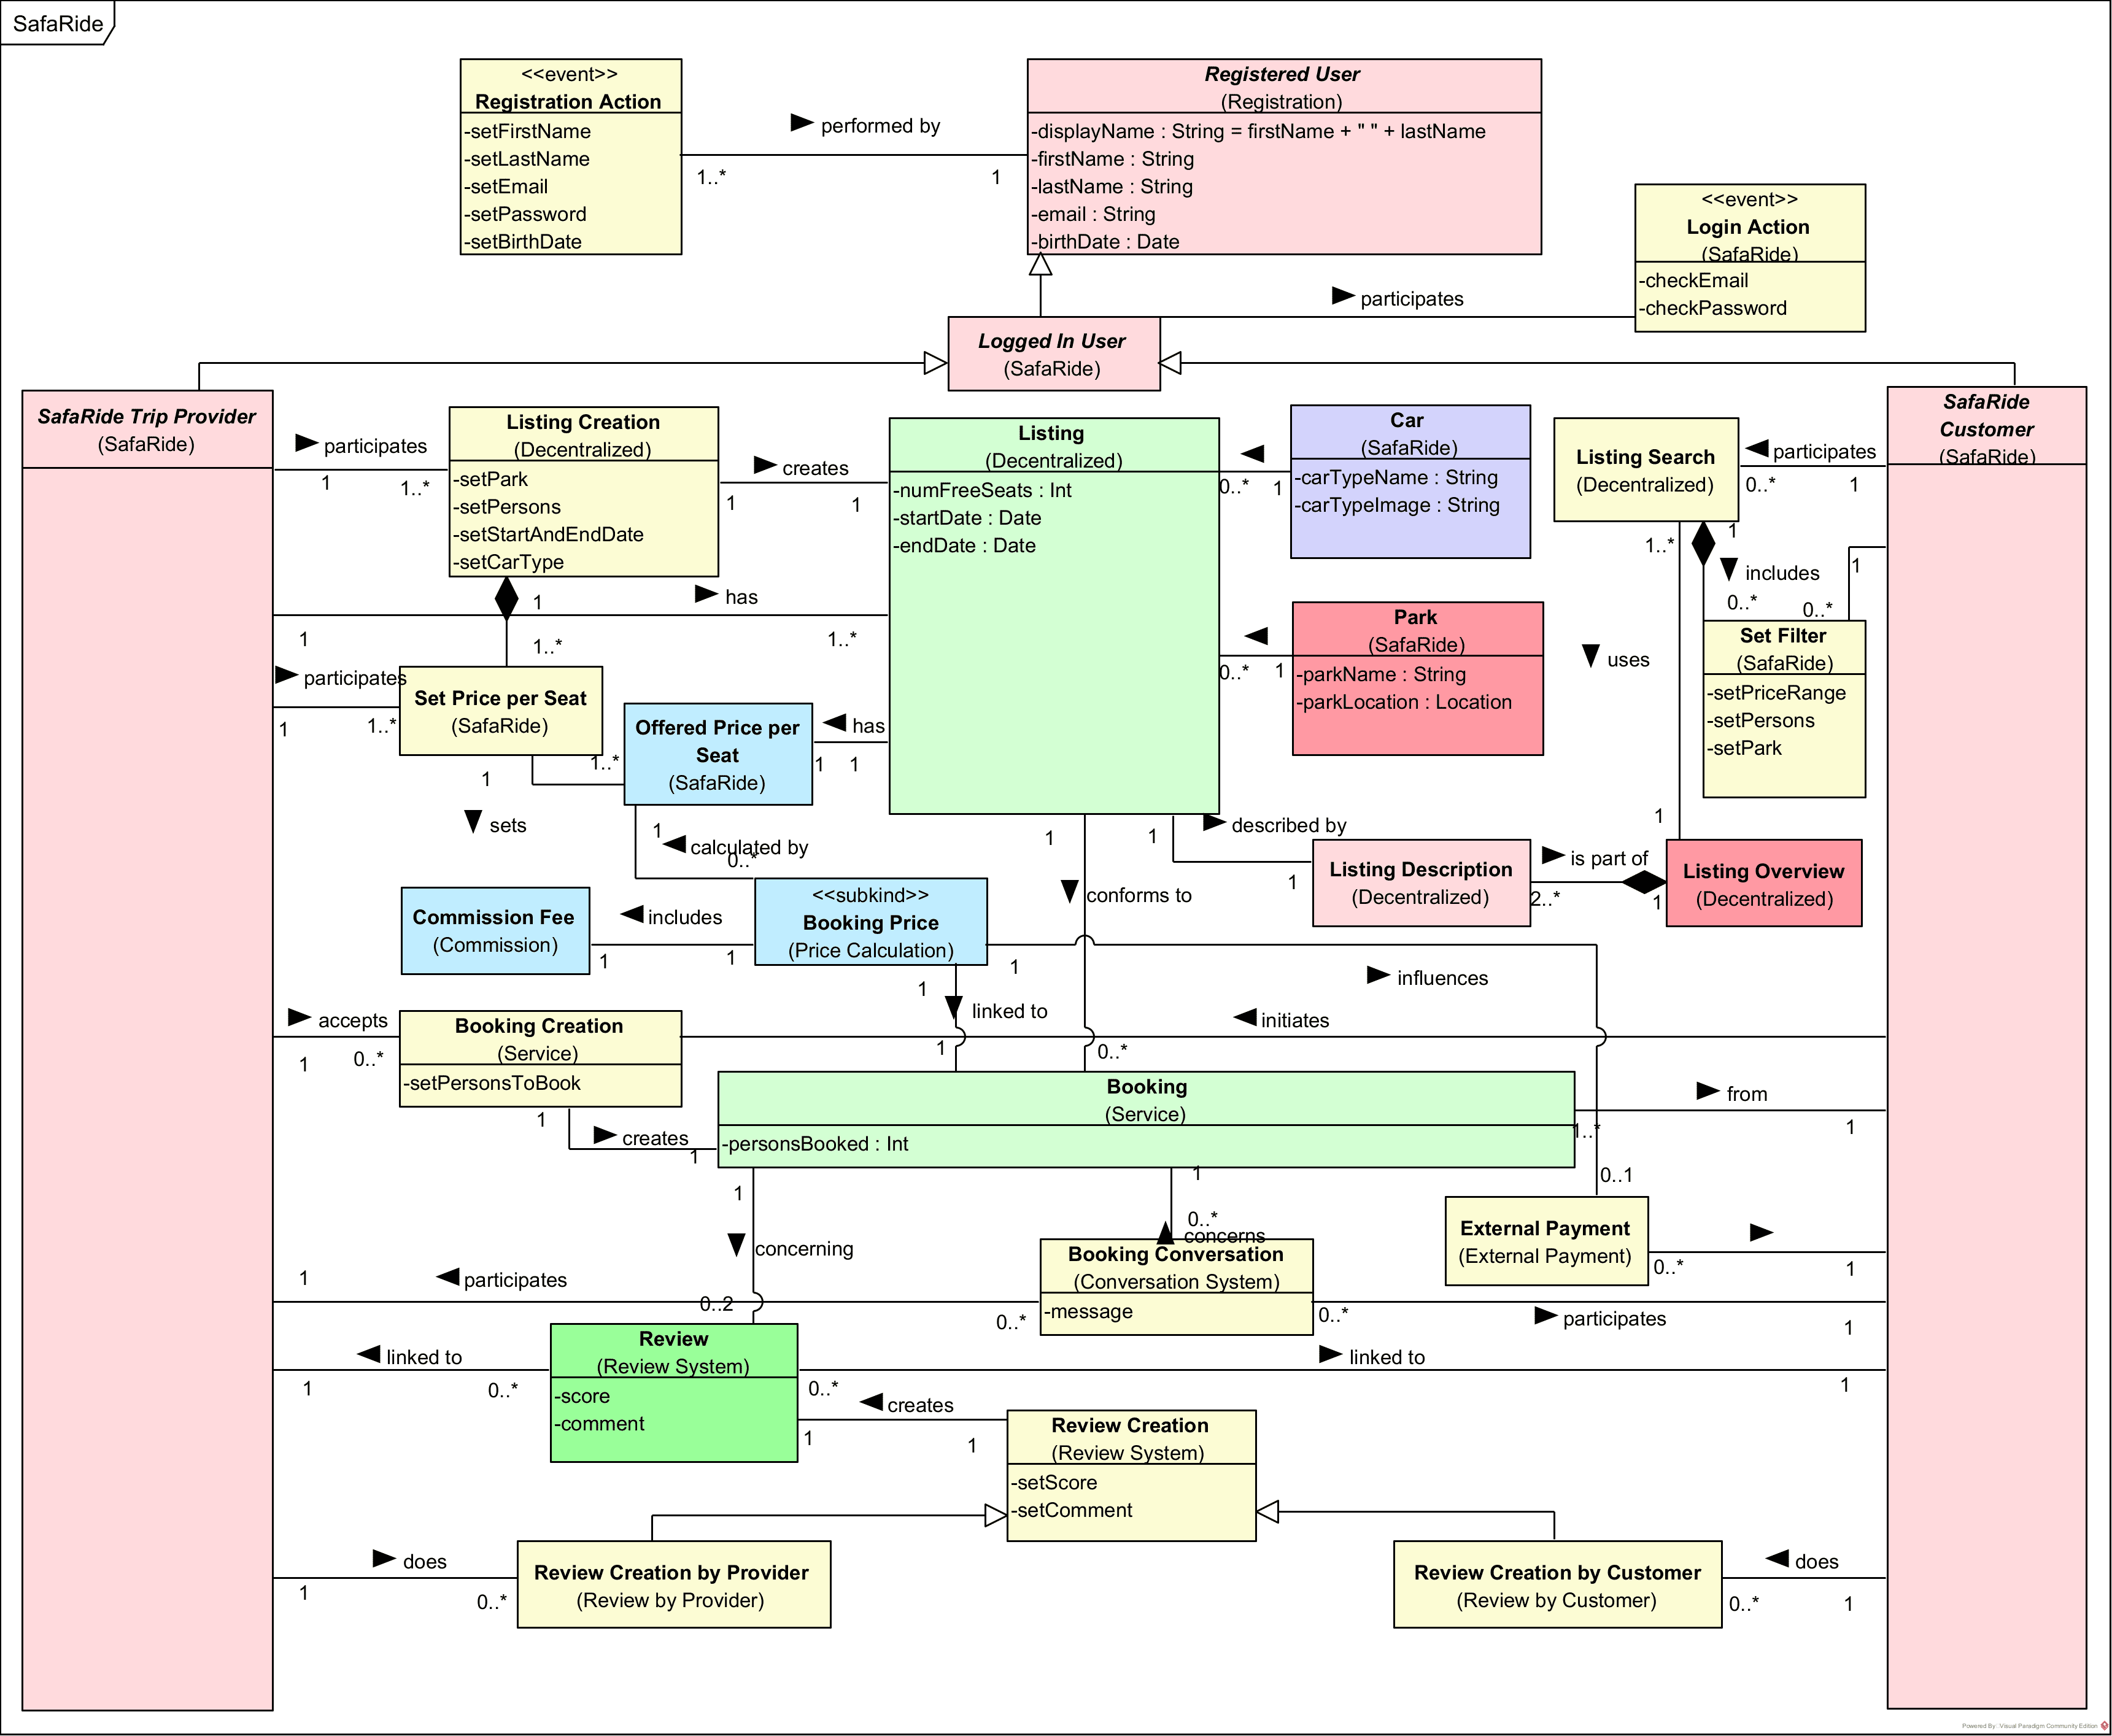 SafaRide
<<event>>
Registration Action
-setFirstName
-setLastName
-setEmail
-setPassword
-setBirthDate
performed by
1..*
1
Registered User
(Registration)
-displayName : String = firstName + " " + lastName
-firstName : String
-lastName : String
-email : String
-birthDate : Date
<<event>>
Login Action
(SafaRide)
-checkEmail
-checkPassword
participates
Logged In User
(SafaRide)
SafaRide Trip Provider
(SafaRide)
participates
1
1..*
Listing Creation
(Decentralized)
-setPark
-setPersons
-setStartAndEndDate
-setCarType
creates
1
1
Listing
(Decentralized)
-numFreeSeats : Int
-startDate : Date
-endDate : Date
0..*
1
Car
(SafaRide)
-carTypeName : String
-carTypeImage : String
Listing Search
(Decentralized)
participates
0..*
1
SafaRide
Customer
(SafaRide)
1..*
1
includes
0..*
0..*
1
has
1
1..*
1
1..*
participates
1
1..*
Set Price per Seat
(SafaRide)
Offered Price per
Seat
(SafaRide)
has
1
1
0..*
1
Park
(SafaRide)
-parkName : String
-parkLocation : Location
uses
Set Filter
(SafaRide)
-setPriceRange
-setPersons
-setPark
1
1..*
sets
1
calculated by
0..*
1
1
described by
1
1
Listing Description
(Decentralized)
is part of
2..*
1
Listing Overview
(Decentralized)
Commission Fee
(Commission)
includes
1
1
<<subkind>>
Booking Price
(Price Calculation)
conforms to
1
influences
1
linked to
1
0..*
accepts
1
0..*
Booking Creation
(Service)
-setPersonsToBook
initiates
1
creates
1
Booking
(Service)
-personsBooked : Int
from
1..*
1
0..1
1
concerning
0..2
1
0..*
concerns
Booking Conversation
(Conversation System)
-message
External Payment
(External Payment)
0..*
1
participates
1
0..*
0..*
participates
1
linked to
1
0..*
Review
(Review System)
-score
-comment
0..*
linked to
1
creates
1
1
Review Creation
(Review System)
-setScore
-setComment
does
1
0..*
Review Creation by Provider
(Review by Provider)
Review Creation by Customer
(Review by Customer)
does
0..*
1
Powered By: Visual Paradigm Community Edition